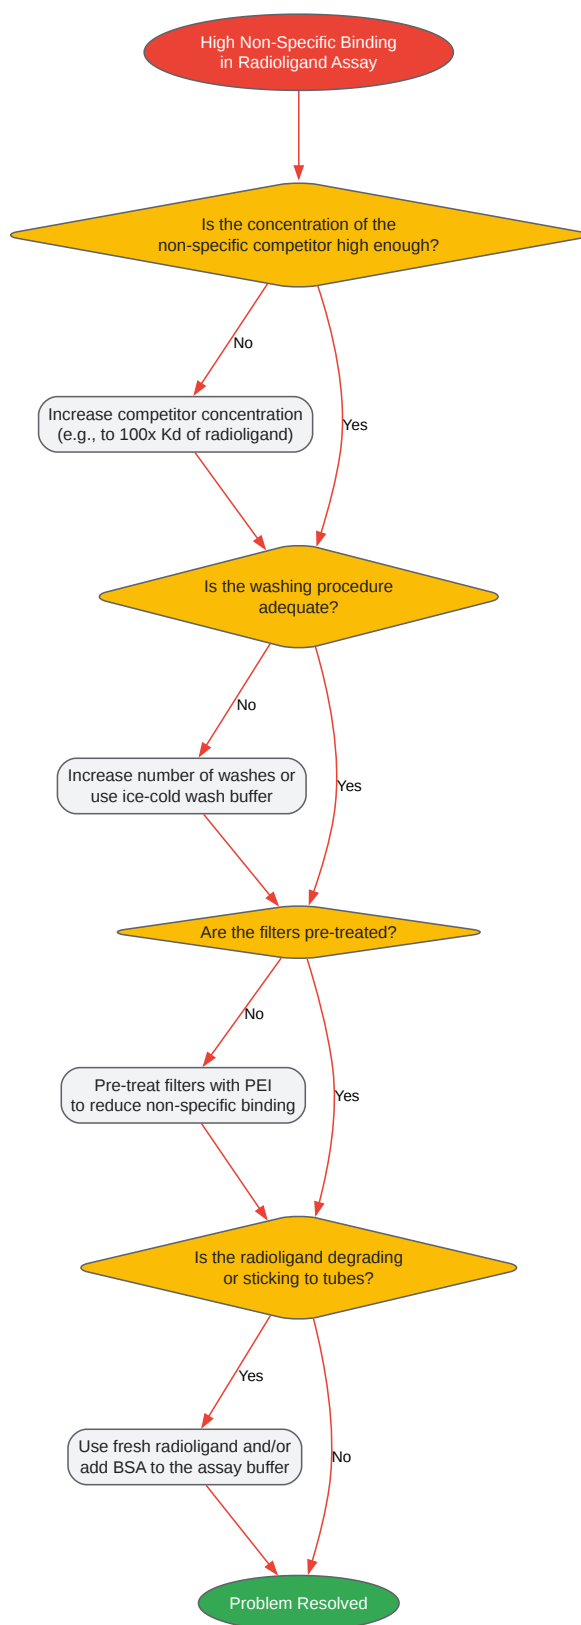 High Non-Specific Binding
in Radioligand Assay
Is the concentration of the
non-specific competitor high enough?
No
Increase competitor concentration
(e.g., to 100x Kd of radioligand)
Yes
Is the washing procedure
adequate?
No
Increase number of washes or
use ice-cold wash buffer
Yes
Are the filters pre-treated?
No
Pre-treat filters with PEI
to reduce non-specific binding
Yes
Is the radioligand degrading
or sticking to tubes?
Yes
Use fresh radioligand and/or
add BSA to the assay buffer
No
Problem Resolved